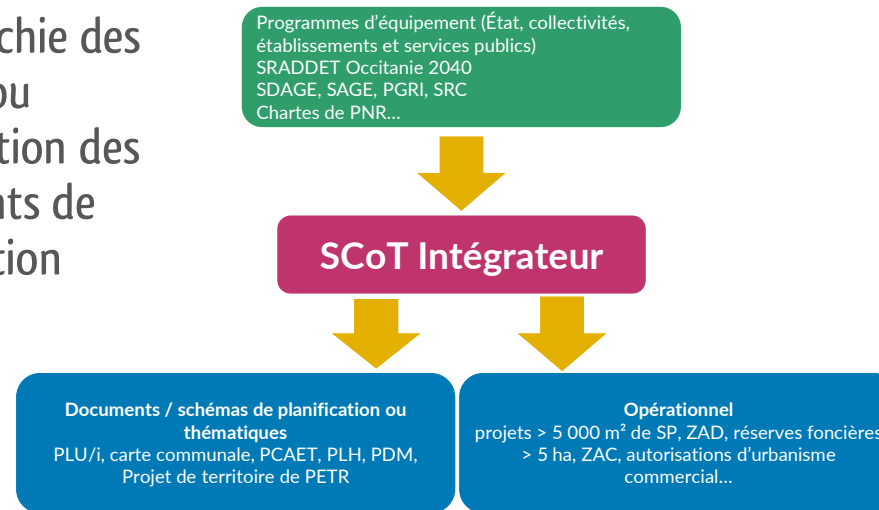 chie des
ou
tion des
nts de
tion
Programmes d’équipement (État, collectivités,
établissements et services publics)
SRADDET Occitanie 2040
SDAGE, SAGE, PGRI, SRC
Chartes de PNR…
SCoT Intégrateur
Documents / schémas de planification ou
thématiques
PLU/i, carte communale, PCAET, PLH, PDM,
Projet de territoire de PETR
Opérationnel
projets > 5 000 m² de SP, ZAD, réserves foncières
> 5 ha, ZAC, autorisations d’urbanisme
commercial…